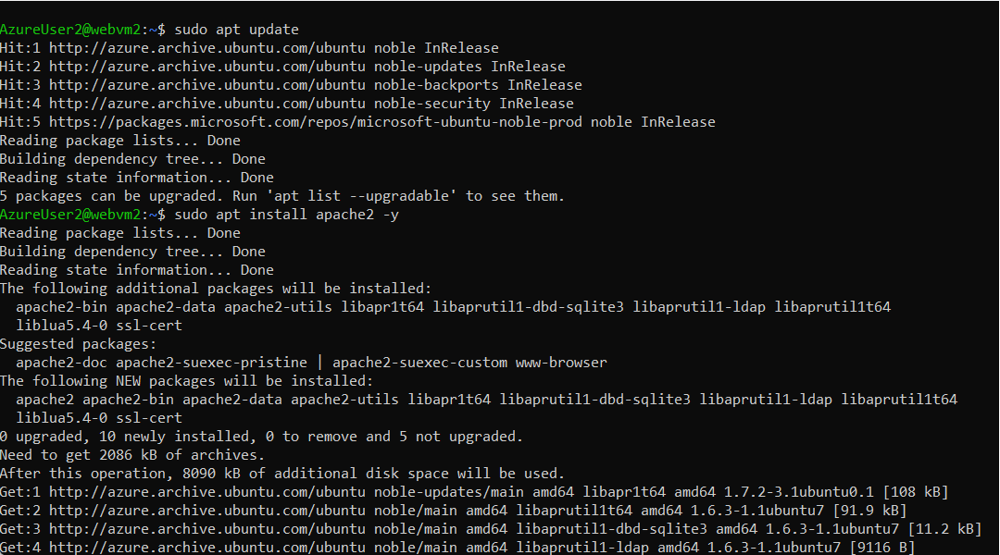 AzureUser2@webvm2:~$ sudo apt update
Hit:1 http://azure.archive.ubuntu.com/ubuntu noble InRelease
Hit:2 http://azure.archive.ubuntu.com/ubuntu noble-updates InRelease
Hit:3 http://azure.archive.ubuntu.com/ubuntu noble-backports InRelease
Hit:4 http://azure.archive.ubuntu.com/ubuntu noble-security InRelease
Hit:5 https://packages.microsoft.com/repos/microsoft-ubuntu-noble-prod noble InRelease
Reading package lists... Done
Building dependency tree... Done
Reading state information... Done
5 packages can be upgraded. Run 'apt list --upgradable' to see them.
AzureUser2@webvm2:~$ sudo apt install apache2 -y
Reading package lists... Done
Building dependency tree... Done
Reading state information... Done
The following additional packages will be installed:
  apache2-bin apache2-data apache2-utils libapr1t64 libaprutil1-dbd-sqlite3 libaprutil1-ldap libaprutil1t64
  liblua5.4-0 ssl-cert
Suggested packages:
  apache2-doc apache2-suexec-pristine | apache2-suexec-custom www-browser
The following NEW packages will be installed:
  apache2 apache2-bin apache2-data apache2-utils libapr1t64 libaprutil1-dbd-sqlite3 libaprutil1-ldap libaprutil1t64
  liblua5.4-0 ssl-cert
0 upgraded, 10 newly installed, 0 to remove and 5 not upgraded.
Need to get 2086 kB of archives.
After this operation, 8090 kB of additional disk space will be used.
Get:1 http://azure.archive.ubuntu.com/ubuntu noble-updates/main amd64 libapr1t64 amd64 1.7.2-3.1ubuntu0.1 [108 kB]
Get:2 http://azure.archive.ubuntu.com/ubuntu noble/main amd64 libaprutil1t64 amd64 1.6.3-1.1ubuntu7 [91.9 kB]
Get:3 http://azure.archive.ubuntu.com/ubuntu noble/main amd64 libaprutil1-dbd-sqlite3 amd64 1.6.3-1.1ubuntu7 [11.2 kB]
Get:4 http://azure.archive.ubuntu.com/ubuntu noble/main amd64 libaprutil1-ldap amd64 1.6.3-1.1ubuntu7 [9116 B]